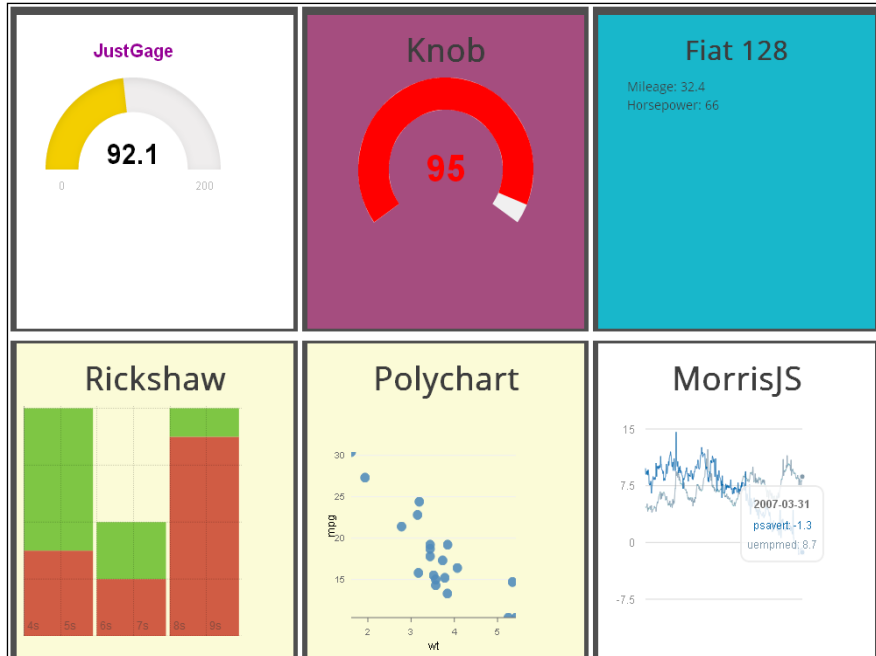 JustGage
92.1
0
200
Knob
95
Fiat 128
Mileage: 32.4
Horsepower: 66
Rickshaw
4s 5s 6s 7s 8s 9s
Polychart
30
25
20
15
mpg
2 3 4 5
wt
MorrisJS
15
7.5
0
-7.5
2007-03-31
psavert: -1.3
uempmed: 8.7